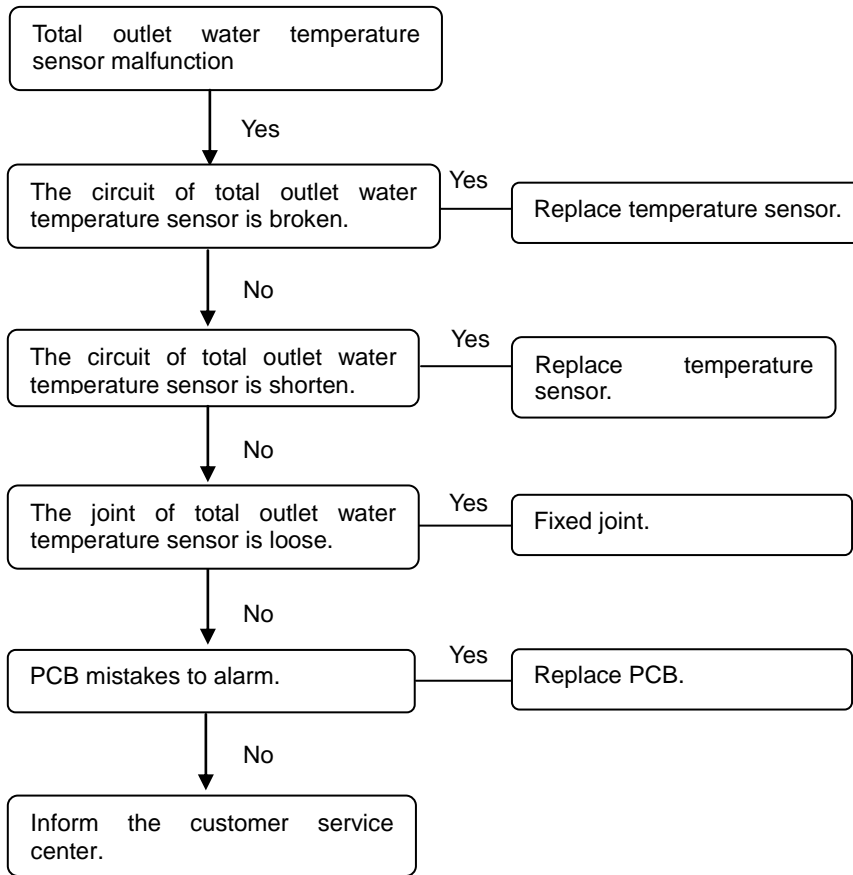 Total outlet water temperature
sensor malfunction
Yes
The circuit of total outlet water
temperature sensor is broken.
Yes
Replace temperature sensor.
No
The circuit of total outlet water
temperature sensor is shorten.
Yes
Replace temperature
sensor.
No
The joint of total outlet water
temperature sensor is loose.
Yes
Fixed joint.
No
PCB mistakes to alarm.
Yes
Replace PCB.
No
Inform the customer service
center.